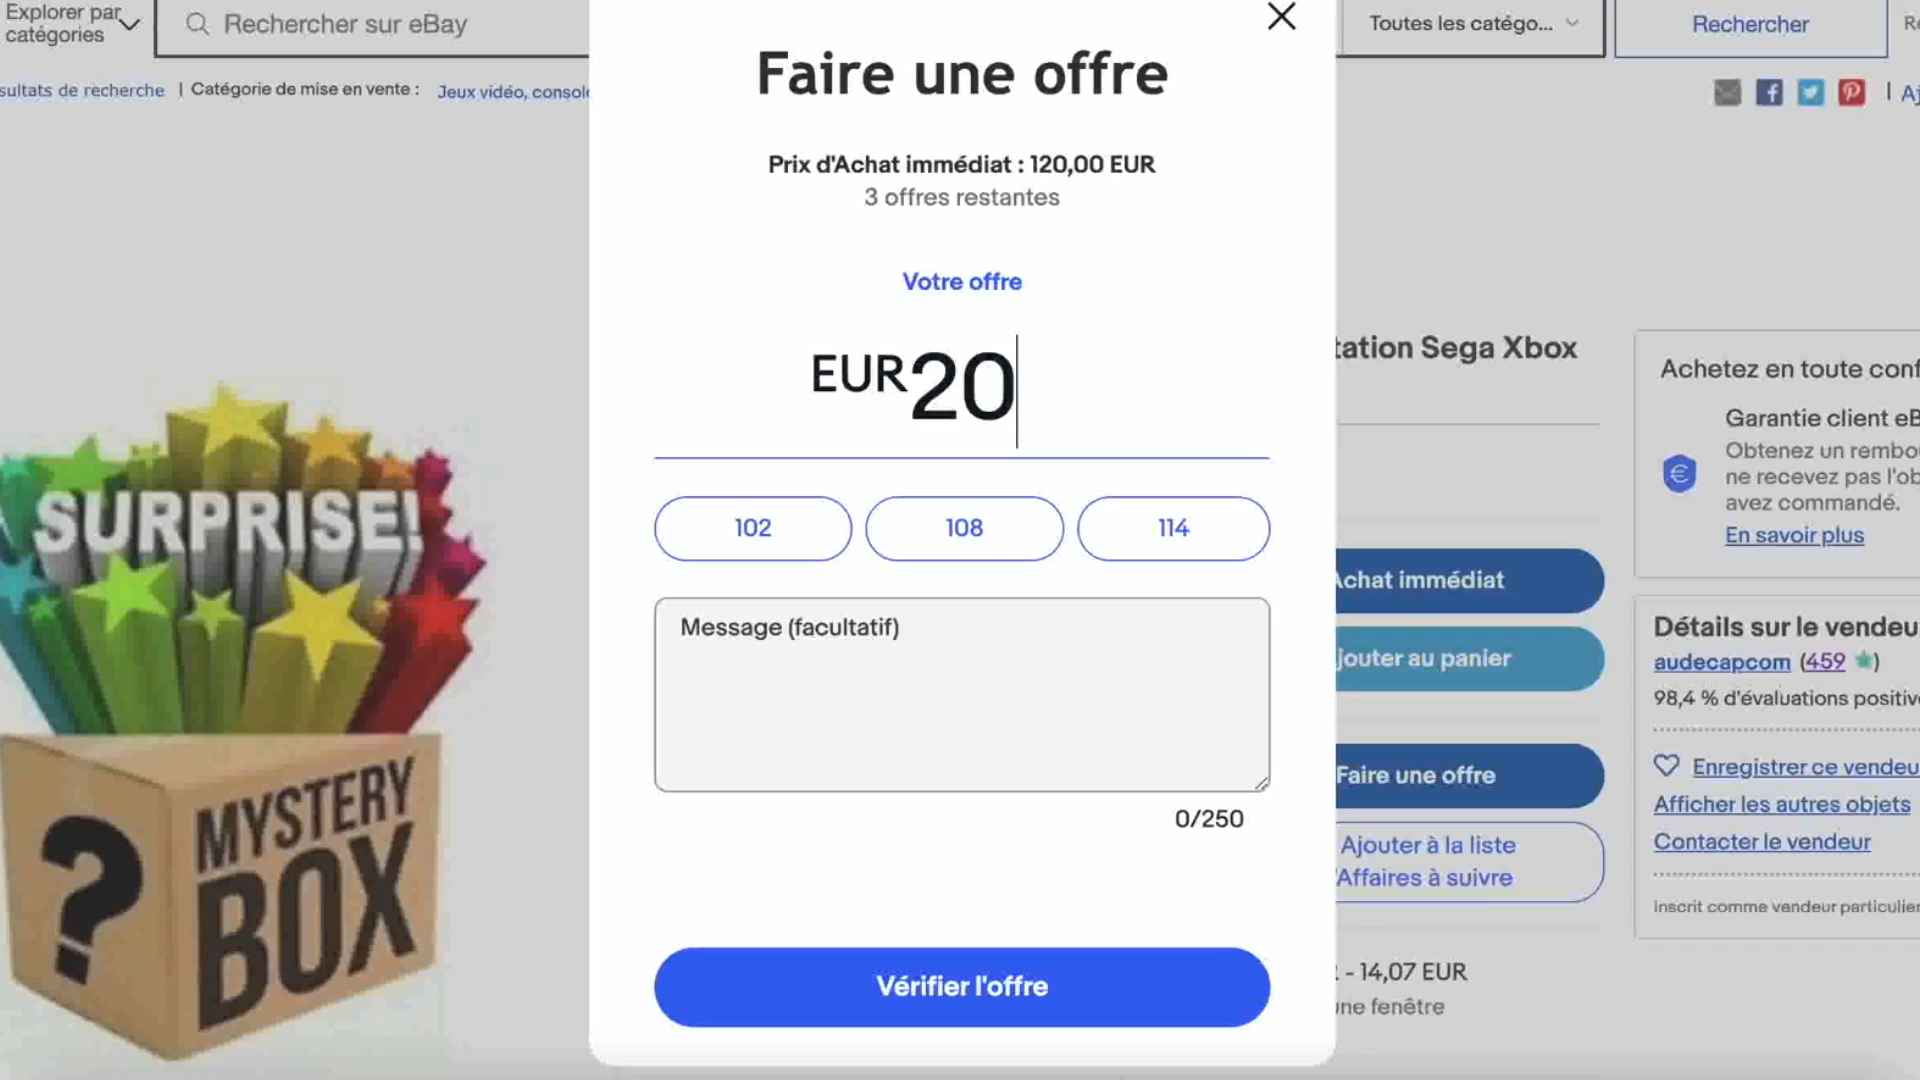 Explorer par
catégories
Rechercher sur eBay
Toutes les catégo...
Rechercher
sultats de recherche | Catégorie de mise en vente :
Jeux vidéo,
| Aj
Faire une offre
Prix d'Achat immédiat : 120,00 EUR
3 offres restantes
Votre offre
EUR20
102
108
114
Message (facultatif)
0/250
Vérifier l'offre
SURPRISE!
?
MYSTERY
BOX
tation Sega Xbox
Achat immédiat
jouter au panier
Faire une offre
Ajouter à la liste
Affaires à suivre
- 14,07 EUR
une fenêtre
Achetez en toute conf
Garantie client eB
Obtenez un rembo
ne recevez pas l'ob
avez commandé.
En savoir plus
Détails sur le vendeu
audecapcom (459 ★)
98,4 % d'évaluations positiv
Enregistrer ce vendeu
Afficher les autres objets
Contacter le vendeur
Inscrit comme vendeur particulier